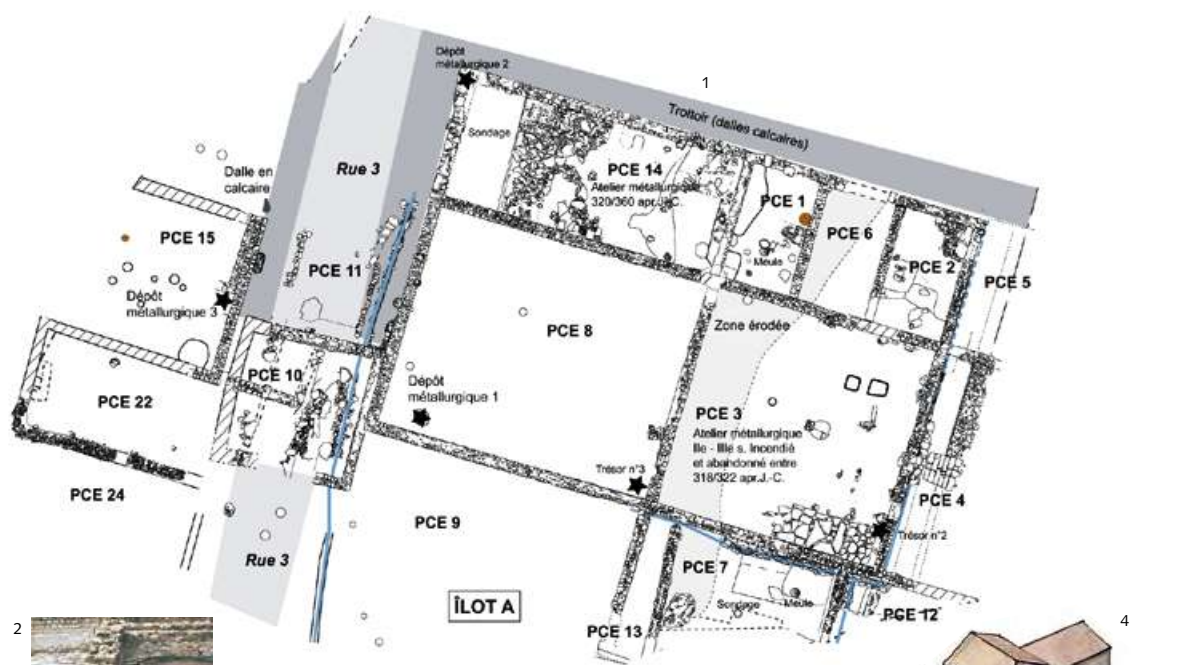 1
Dépôt
métallurgique 2
Trottoir (dalles calcaires)
Sondage
Rue 3
PCE 14
Atelier métallurgique
320/360 apr.J.-C.
Dalle en
calcaire
PCE 1
PCE 6
PCE 2
PCE 5
Meule
PCE 15
PCE 11
Dépôt
métallurgique 3
PCE 8
Zone érodée
PCE 10
PCE 22
Dépôt
métallurgique 1
PCE 3
Atelier métallurgique
IIe - IIIe s. Incendié
et abandonné entre
318/322 apr.J.-C.
Trésor n°3
PCE 24
PCE 9
PCE 4
Trésor n°2
Rue 3
PCE 7
ÎLOT A
Sondage
Meule
PCE 12
PCE 13
2
4